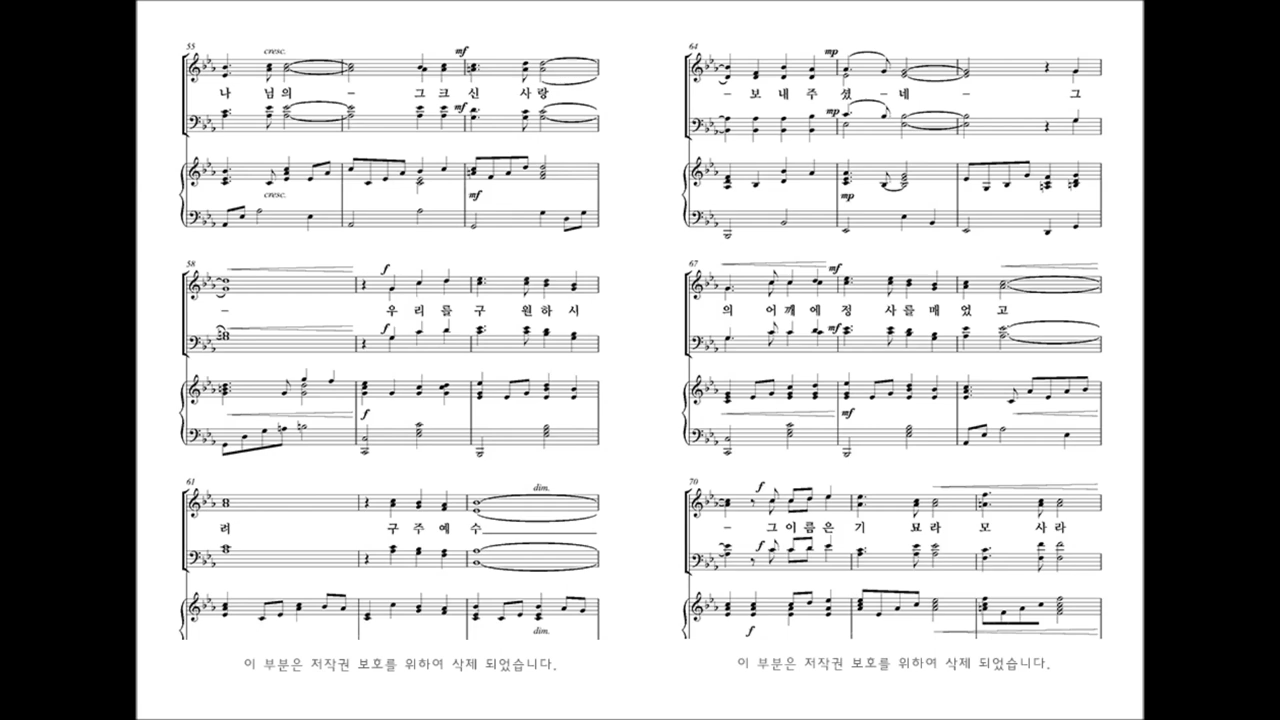 55
cresc. mf
나 님의 - 그 크 신 사 랑
mf
cresc. mf
58
f
- 우 리 를 구 원 하 시
f
f
61
dim.
려 구 주 예 수
dim.
이 부분은 저작권 보호를 위하여 삭제 되었습니다.
64
mp
- 보 내 주 셨 - 네 - 그
mp
mp
67
mf
의 어 깨 에 정 사 를 매 었 고
mf
mf
70
f
- 그 이 름 은 기 묘 라 모 사 라
f
f
이 부분은 저작권 보호를 위하여 삭제 되었습니다.